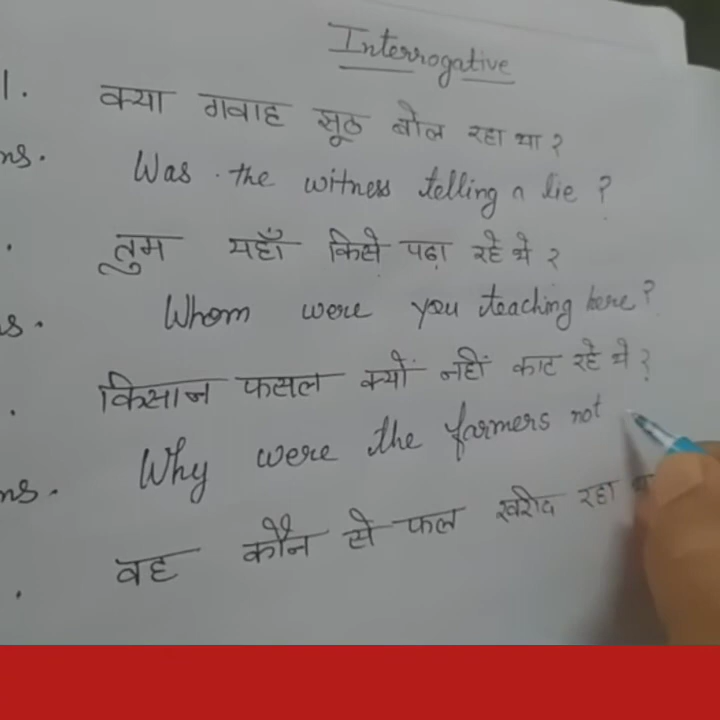 Interrogative
1. क्या गवाह झूठ बोल रहा था ?
ns. Was the witness telling a lie ?
. तुम यहाँ किसे पढ़ा रहे थे ?
s. Whom were you teaching here ?
. किसान फसल क्यों नहीं काट रहे थे ?
ns. Why were the farmers not
. वह कौन से फल खरीद रहा